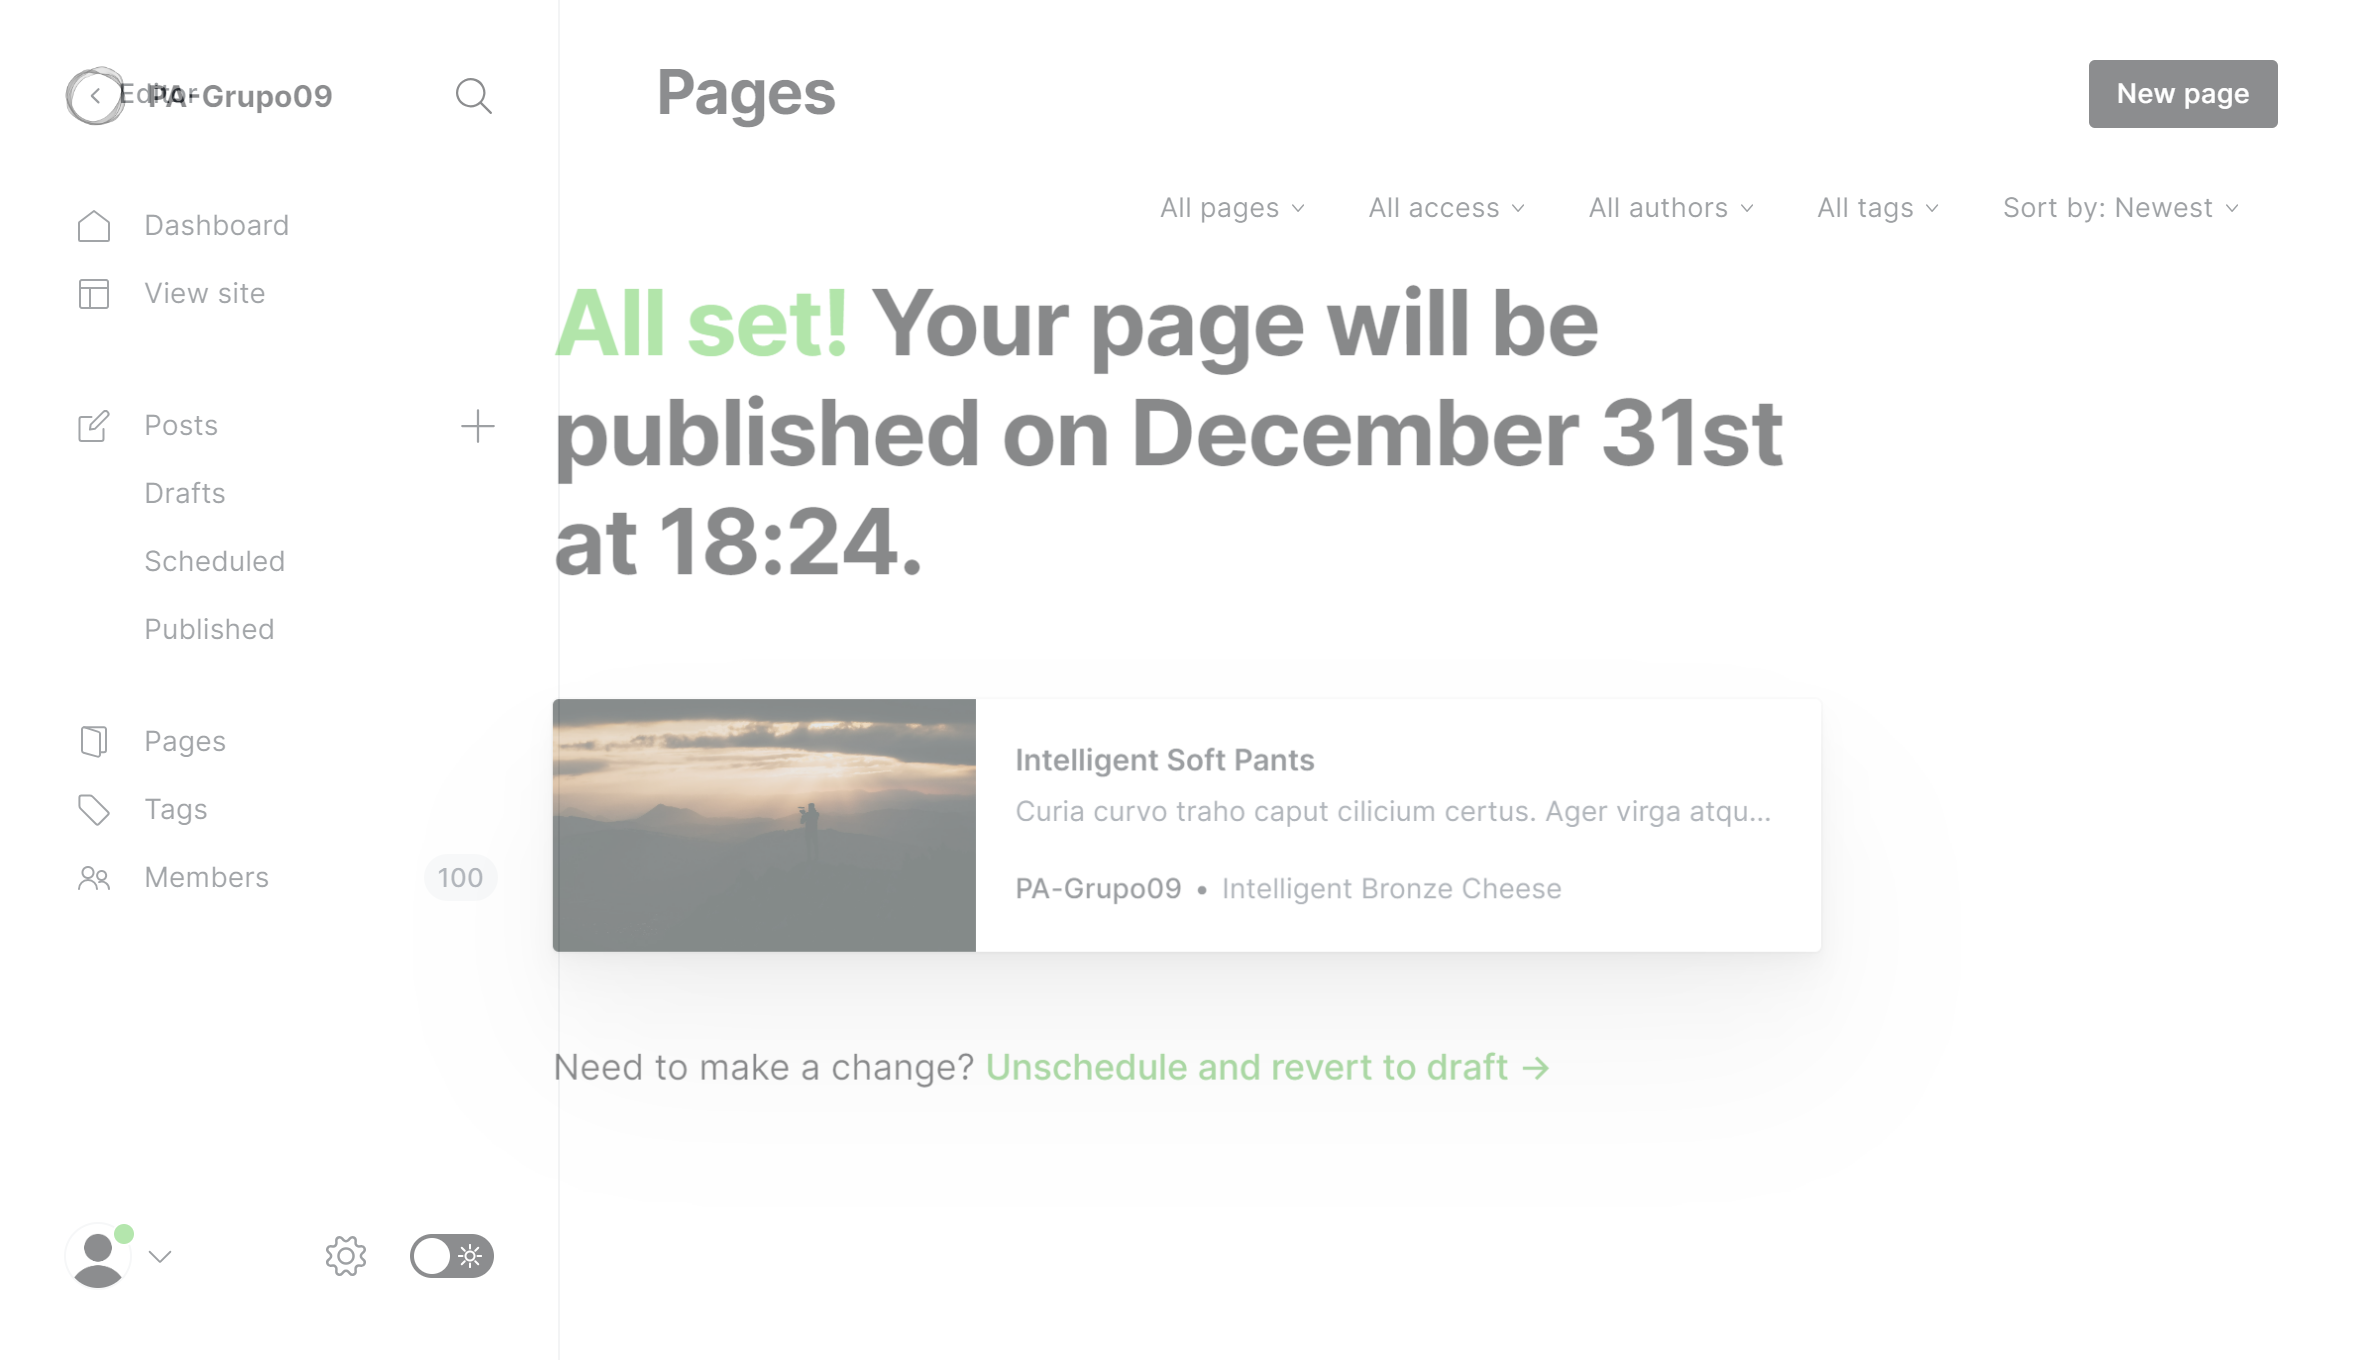 Editor
PA-Grupo09
Pages
New page
All pages
All access
All authors
All tags
Sort by: Newest
Dashboard
View site
Posts
Drafts
Scheduled
Published
Pages
Tags
Members
100
All set! Your page will be
published on December 31st
at 18:24.
Intelligent Soft Pants
Curia curvo traho caput cilicium certus. Ager virga atqu...
PA-Grupo09 • Intelligent Bronze Cheese
Need to make a change? Unschedule and revert to draft →